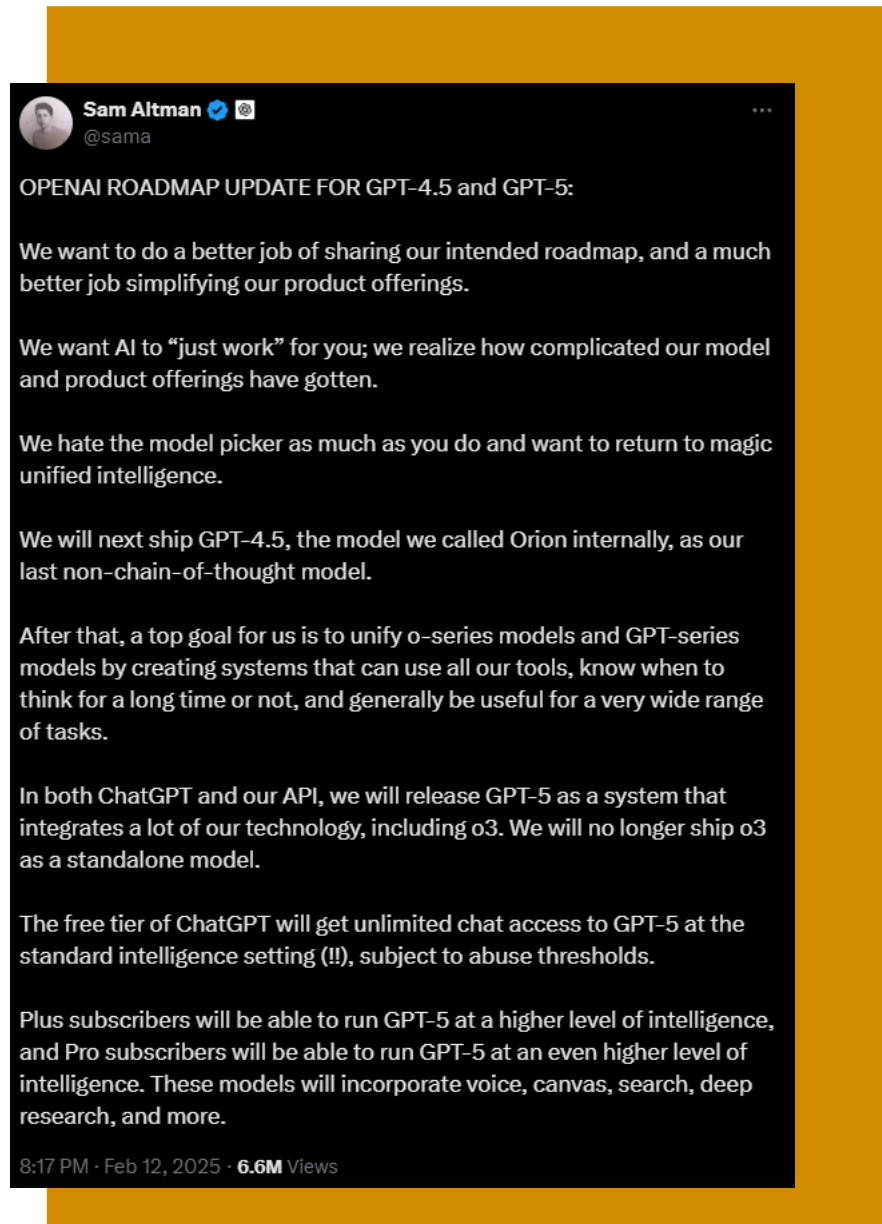 Sam Altman
@sama
OPENAI ROADMAP UPDATE FOR GPT-4.5 and GPT-5:
We want to do a better job of sharing our intended roadmap, and a much
better job simplifying our product offerings.
We want AI to “just work” for you; we realize how complicated our model
and product offerings have gotten.
We hate the model picker as much as you do and want to return to magic
unified intelligence.
We will next ship GPT-4.5, the model we called Orion internally, as our
last non-chain-of-thought model.
After that, a top goal for us is to unify o-series models and GPT-series
models by creating systems that can use all our tools, know when to
think for a long time or not, and generally be useful for a very wide range
of tasks.
In both ChatGPT and our API, we will release GPT-5 as a system that
integrates a lot of our technology, including o3. We will no longer ship o3
as a standalone model.
The free tier of ChatGPT will get unlimited chat access to GPT-5 at the
standard intelligence setting (!!), subject to abuse thresholds.
Plus subscribers will be able to run GPT-5 at a higher level of intelligence,
and Pro subscribers will be able to run GPT-5 at an even higher level of
intelligence. These models will incorporate voice, canvas, search, deep
research, and more.
8:17 PM · Feb 12, 2025 · 6.6M Views